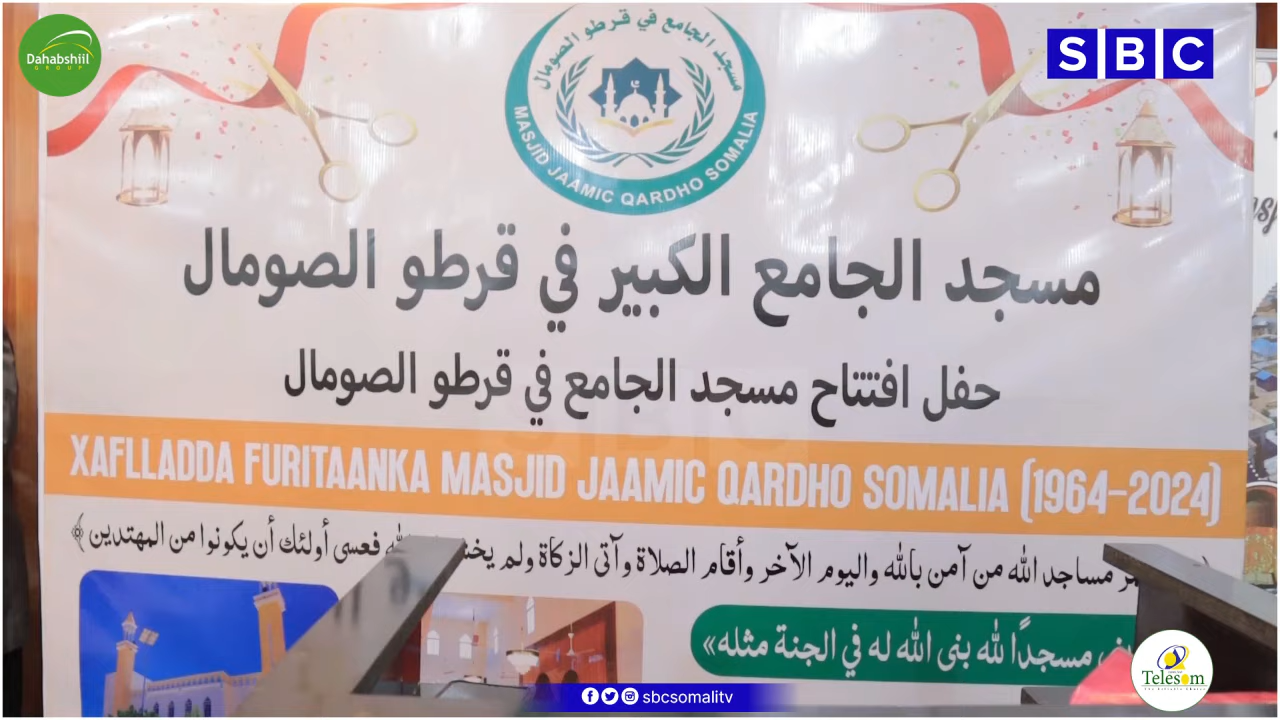 Dahabshiil
GROUP
SBC
مسجد الجامع في قرطو الصومال
MASJID JAAMIC QARDHO SOMALIA
مسجد الجامع الكبير في قرطو الصومال
حفل افتتاح مسجد الجامع في قرطو الصومال
XAFLLADDA FURITAANKA MASJID JAAMIC QARDHO SOMALIA (1964-2024)
مساجد الله من آمن بالله واليوم الآخر وأقام الصلاة وآتى الزكاة ولم فعسى أولئك أن يكونوا من المهتدين ﴾
مسجدًا لله بنى الله له في الجنة مثله»
Telesom
sbcsomalitv